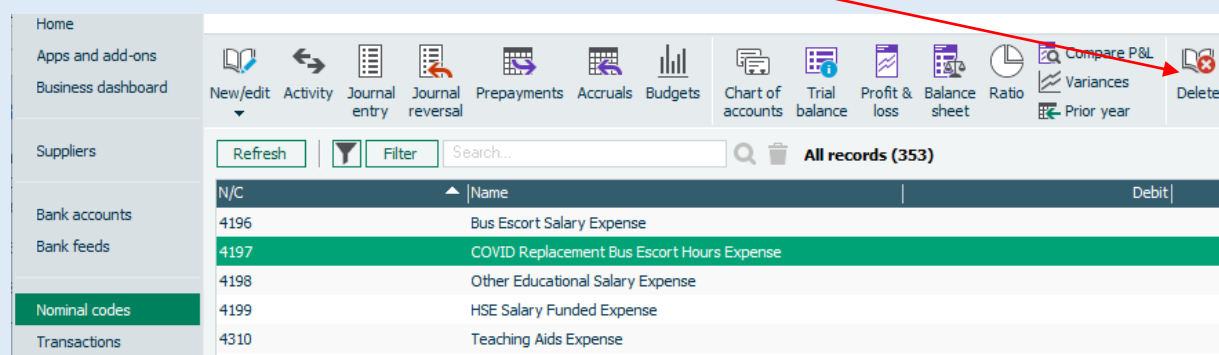 Home
Apps and add-ons
Business dashboard
Suppliers
Bank accounts
Bank feeds
Nominal codes
Transactions
New/edit Activity Journal entry Journal reversal Prepayments Accruals Budgets Chart of accounts Trial balance Profit & loss Balance sheet Ratio Compare P&L Variances Prior year Delete
Refresh Filter Search... All records (353)
N/C Name Debit
4196 Bus Escort Salary Expense
4197 COVID Replacement Bus Escort Hours Expense
4198 Other Educational Salary Expense
4199 HSE Salary Funded Expense
4310 Teaching Aids Expense